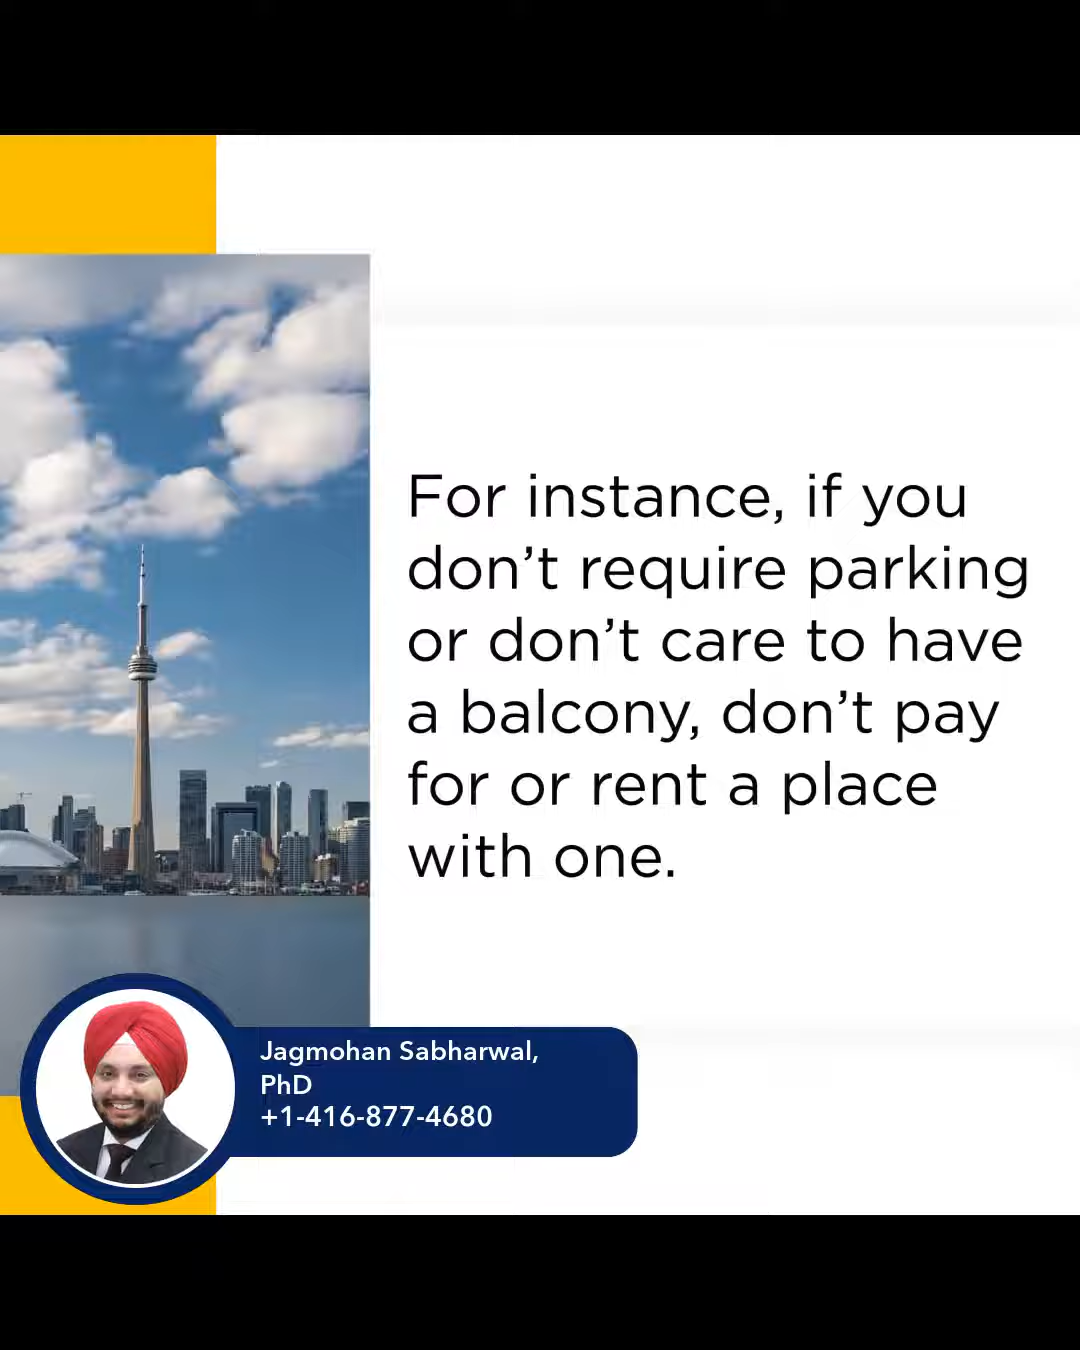 For instance, if you
don’t require parking
or don’t care to have
a balcony, don’t pay
for or rent a place
with one.
Jagmohan Sabharwal,
PhD
+1-416-877-4680